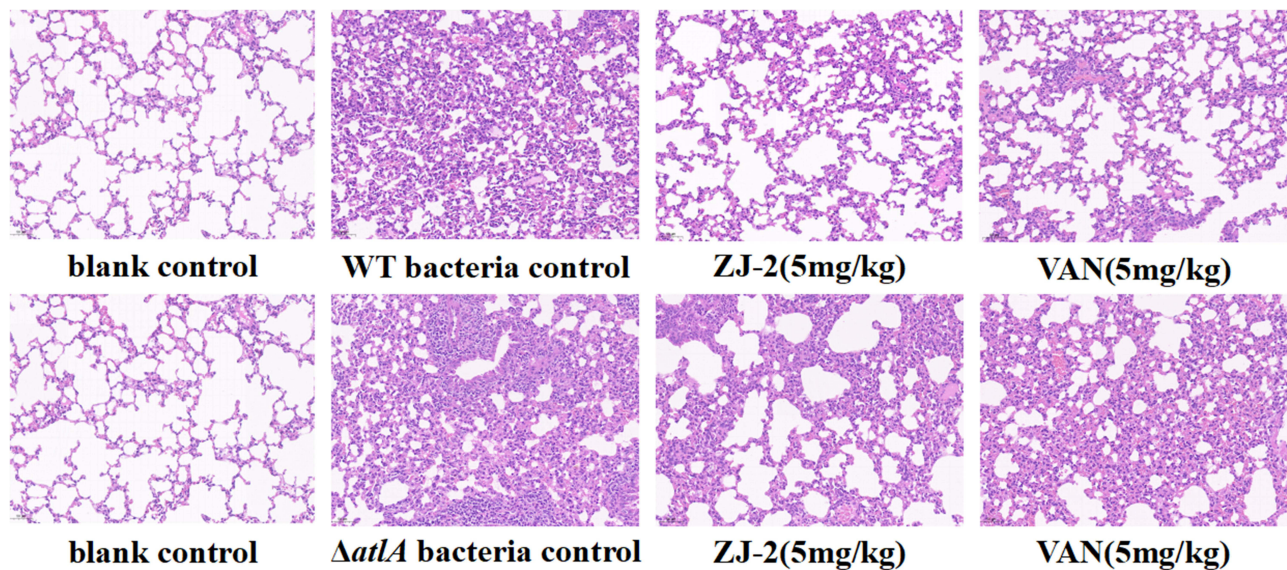 blank control
WT bacteria control
ZJ-2(5mg/kg)
VAN(5mg/kg)
blank control
ΔatlA bacteria control
ZJ-2(5mg/kg)
VAN(5mg/kg)